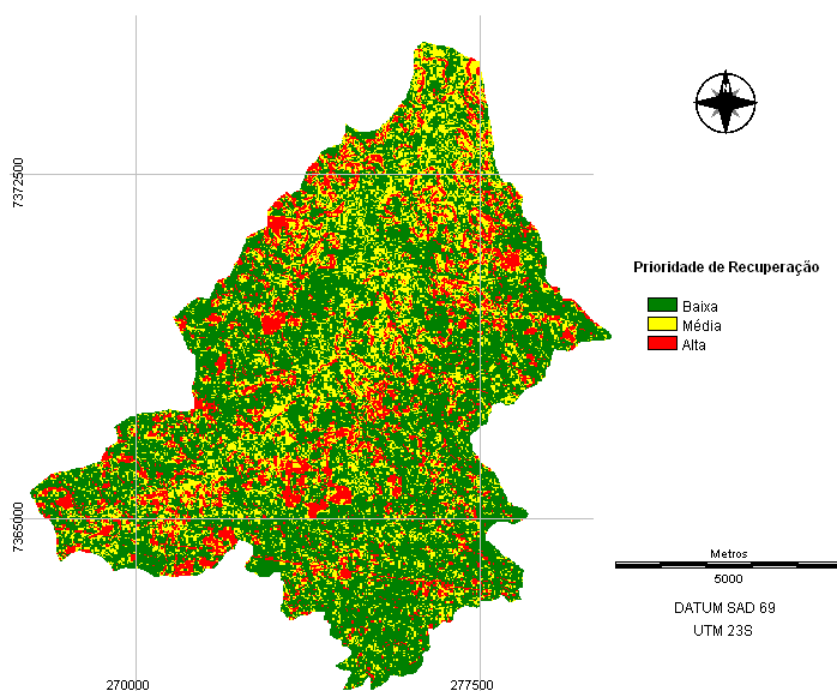 N
7372500
Prioridade de Recuperação
Baixa
Média
Alta
7365000
Metros
5000
DATUM SAD 69
UTM 23S
270000
277500